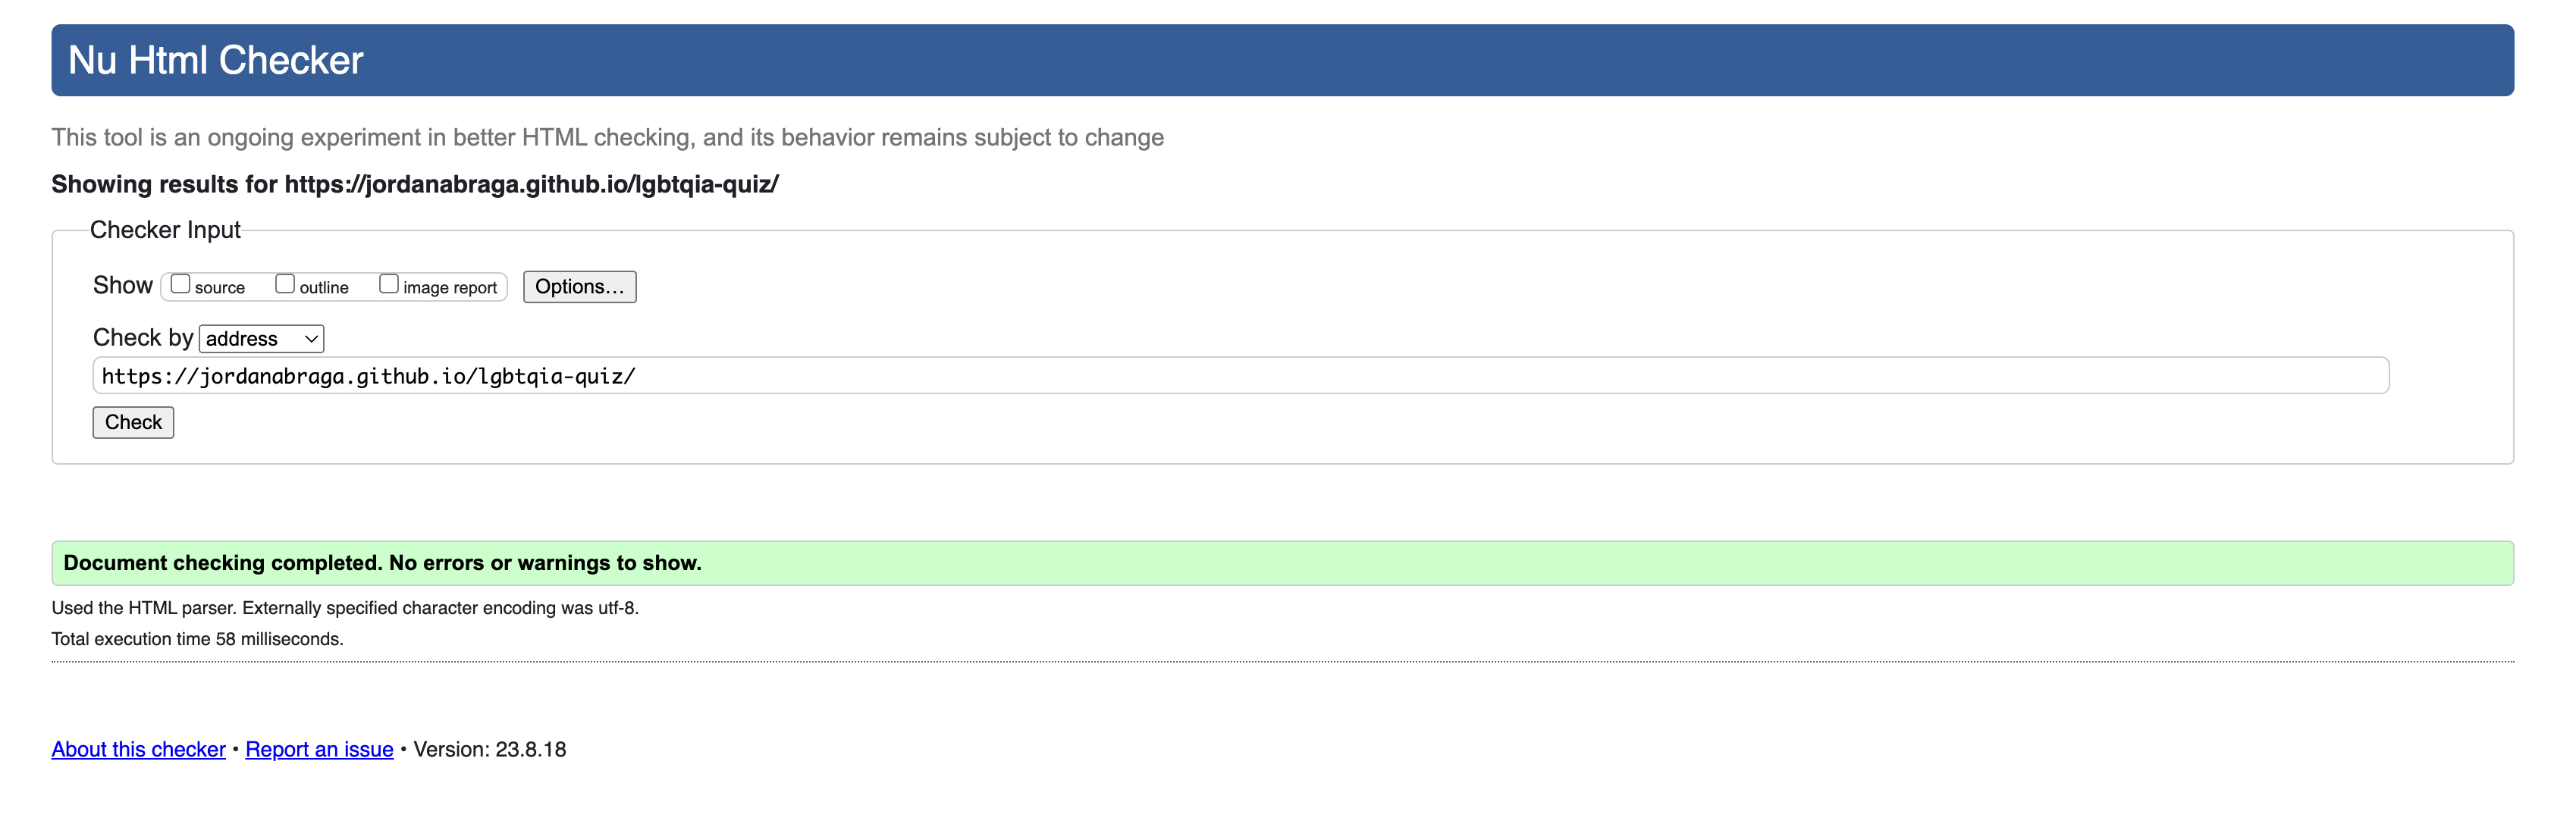 Nu Html Checker
This tool is an ongoing experiment in better HTML checking, and its behavior remains subject to change
Showing results for https://jordanabraga.github.io/lgbtqia-quiz/
Checker Input
Show source outline image report Options...
Check by address
https://jordanabraga.github.io/lgbtqia-quiz/
Check
Document checking completed. No errors or warnings to show.
Used the HTML parser. Externally specified character encoding was utf-8.
Total execution time 58 milliseconds.
About this checker • Report an issue • Version: 23.8.18